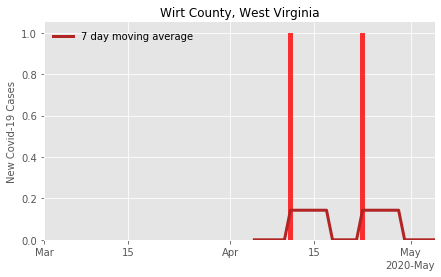 Wirt County, West Virginia
7 day moving average
New Covid-19 Cases
1.0
0.8
0.6
0.4
0.2
0.0
Mar 15 Apr 15 May
2020-May